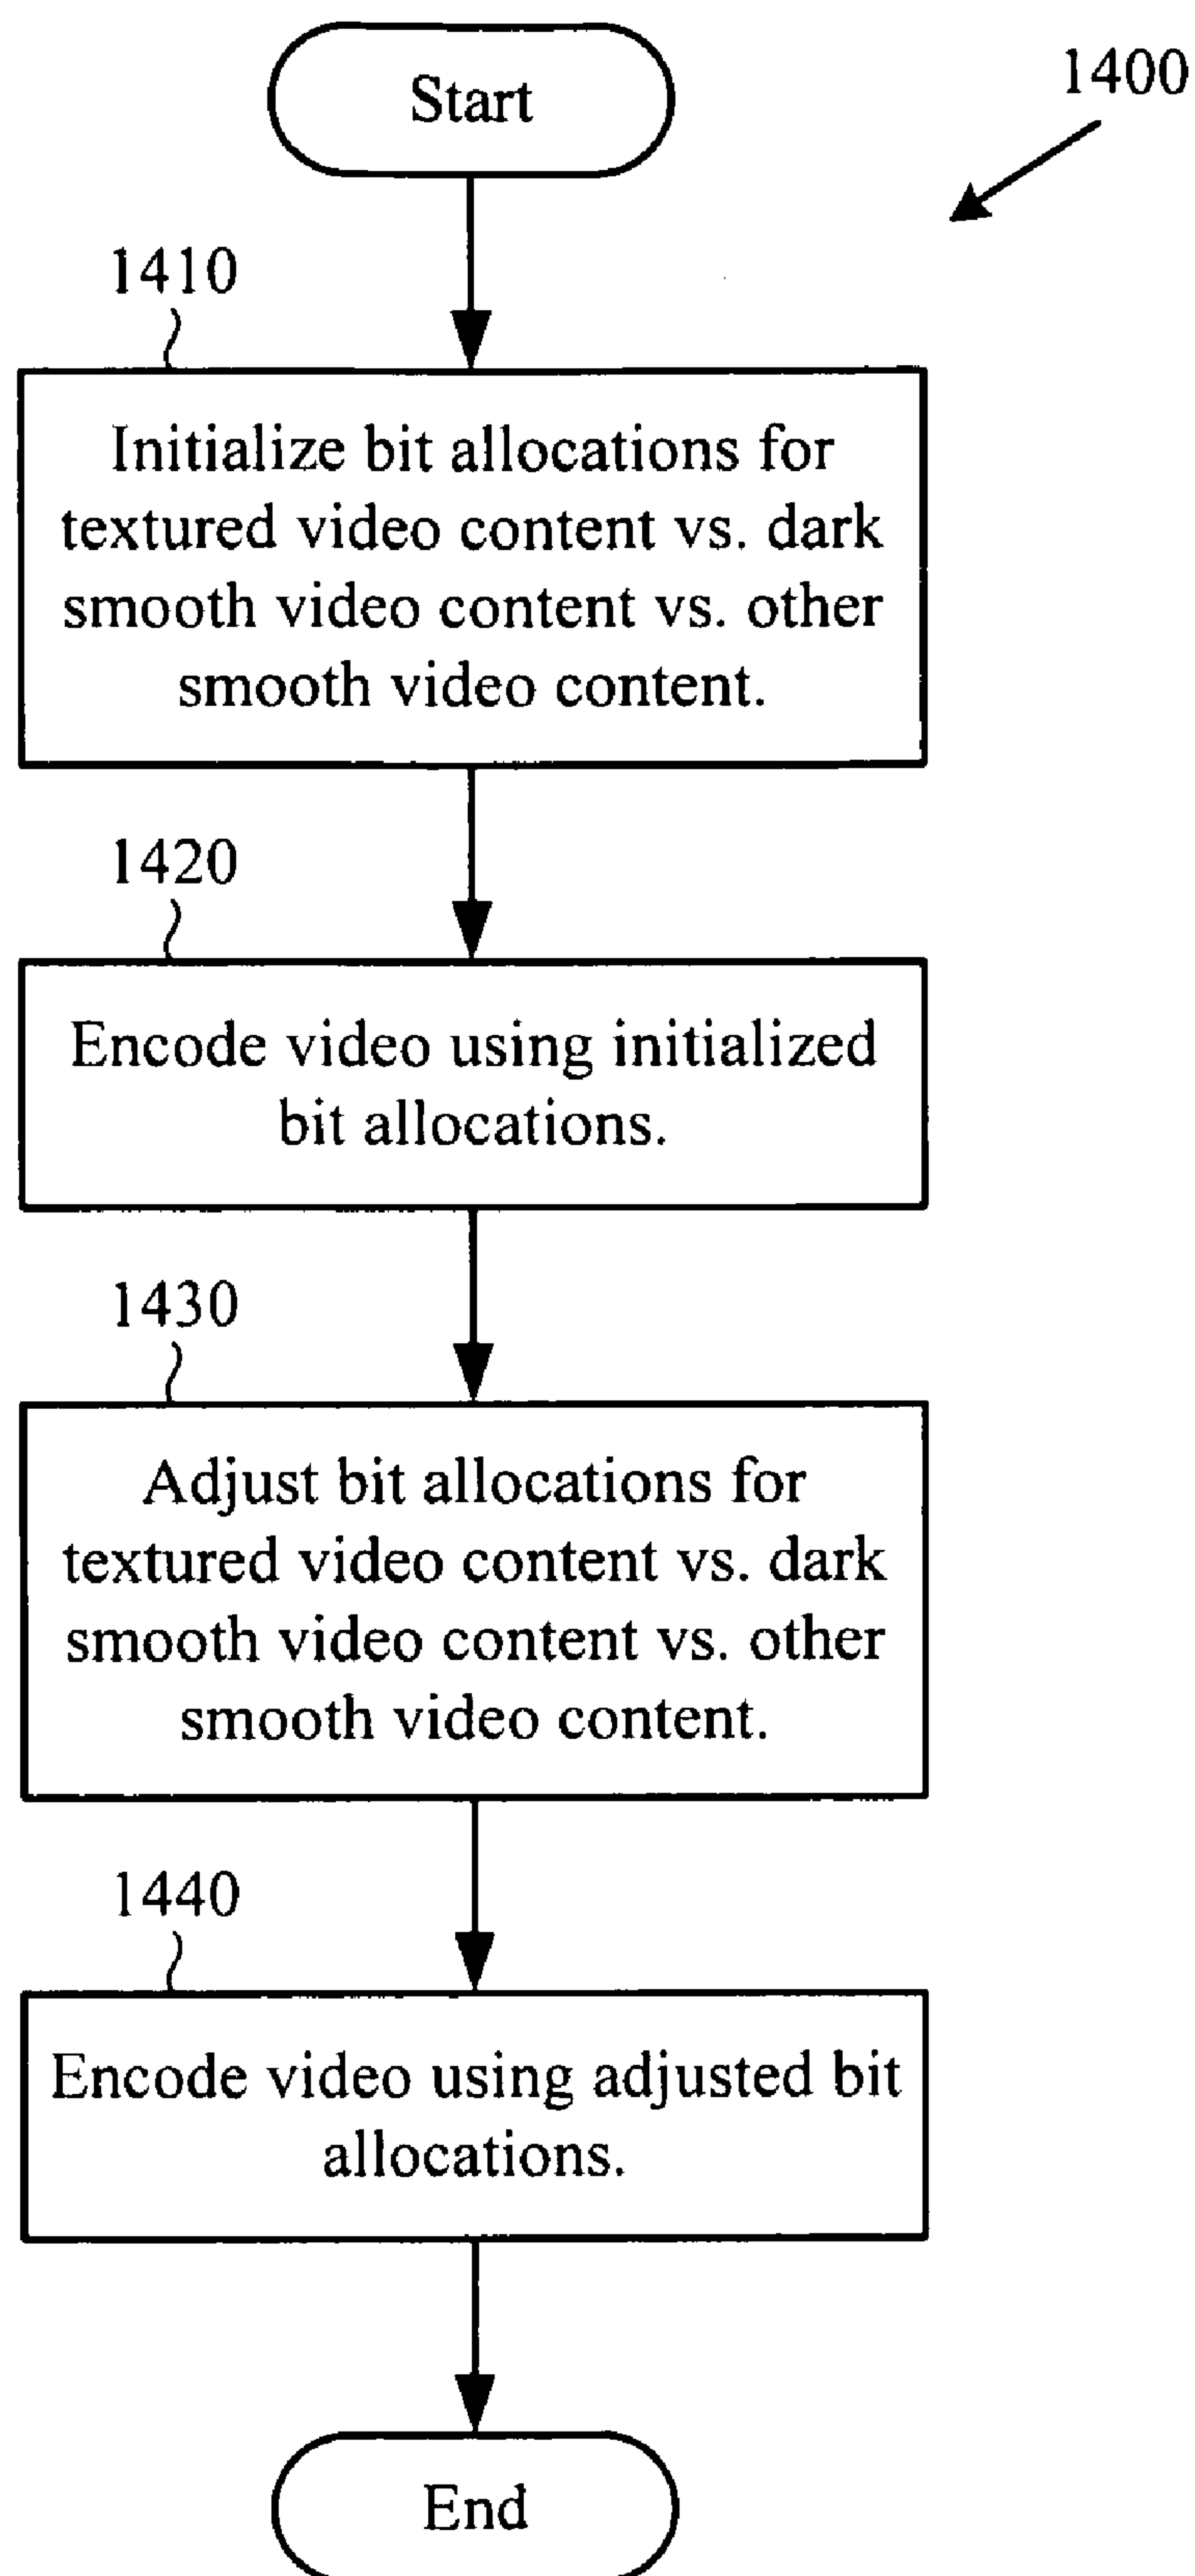 Start
1400
1410
Initialize bit allocations for
textured video content vs. dark
smooth video content vs. other
smooth video content.
1420
Encode video using initialized
bit allocations.
1430
Adjust bit allocations for
textured video content vs. dark
smooth video content vs. other
smooth video content.
1440
Encode video using adjusted bit
allocations.
End